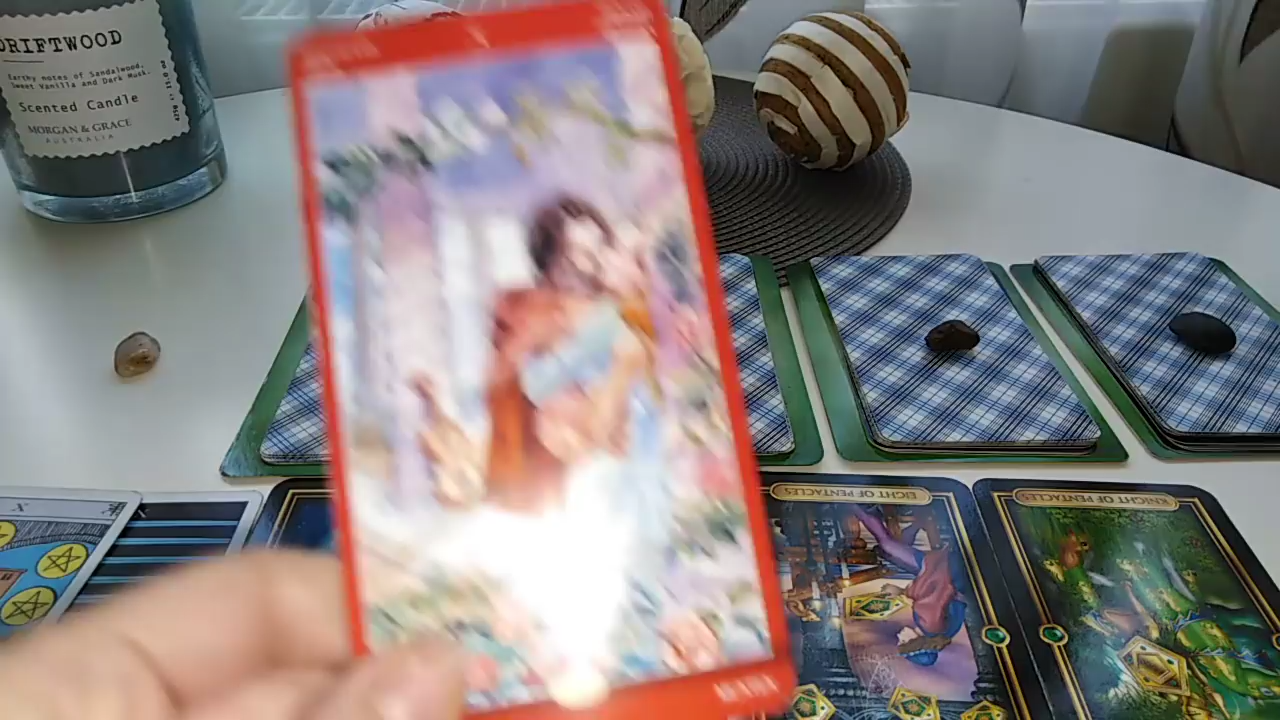 DRIFTWOOD
Earthy notes of Sandalwood,
Sweet Vanilla and Dark Musk.
Scented Candle
MORGAN & GRACE
AUSTRALIA
X
EIGHT OF PENTACLES
KNIGHT OF PENTACLES